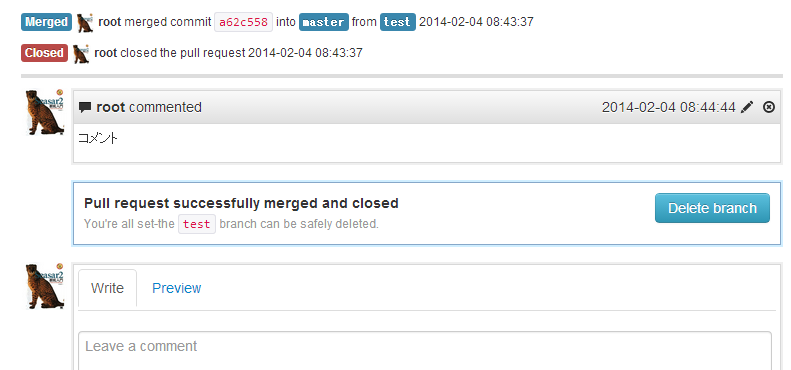 Merged root merged commit a62c558 into master from test 2014-02-04 08:43:37
Closed root closed the pull request 2014-02-04 08:43:37
root commented 2014-02-04 08:44:44
コメント
Pull request successfully merged and closed
You're all set-the test branch can be safely deleted.
Delete branch
Write Preview
Leave a comment